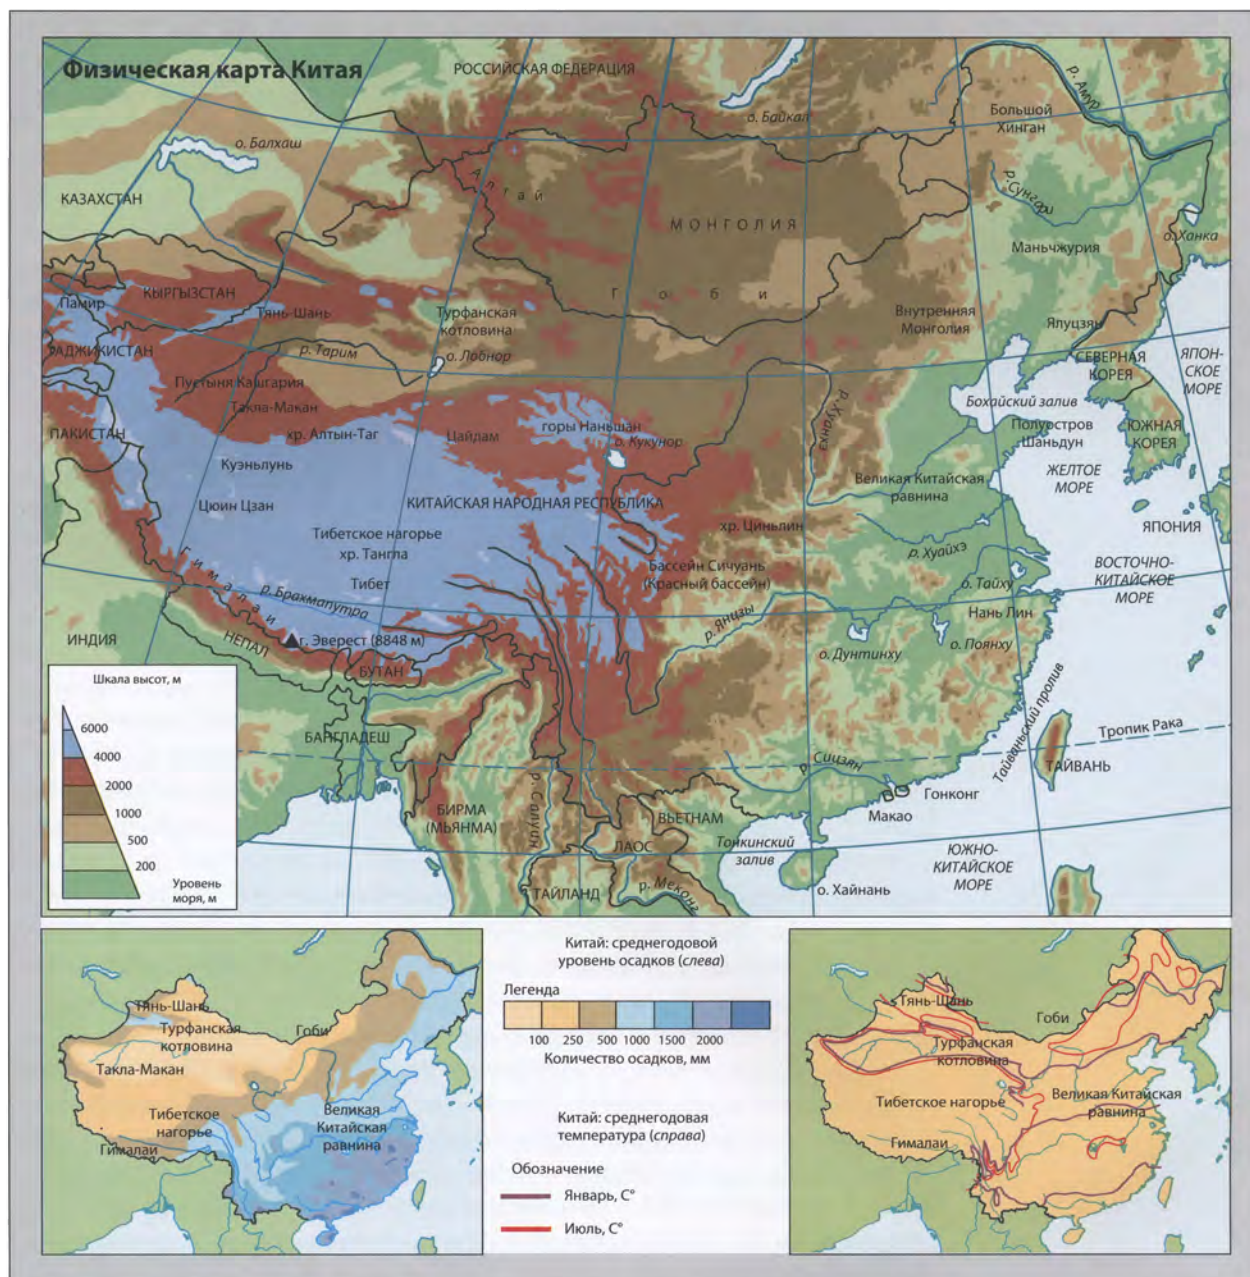 Физическая карта Китая
РОССИЙСКАЯ ФЕДЕРАЦИЯ
р. Амур
Большой
Хинган
о. Байкал
о. Балхаш
КАЗАХСТАН
Алтай
МОНГОЛИЯ
р. Сунгари
Маньчжурия
о. Ханка
Гоби
Памир
КЫРГЫЗСТАН
Тянь-Шань
Турфанская
котловина
Внутренняя
Монголия
Ялуцзян
ТАДЖИКИСТАН
р. Тарим
о. Лобнор
СЕВЕРНАЯ
КОРЕЯ
ЯПОН-
СКОЕ
МОРЕ
Пустыня Кашгария
Такла-Макан
р. Хуанхэ
Бохайский залив
ПАКИСТАН
хр. Алтын-Таг
Цайдам
горы Наньшан
о. Кукунор
Полуостров
Шаньдун
ЮЖНАЯ
КОРЕЯ
Куэньлунь
Великая Китайская
равнина
ЖЕЛТОЕ
МОРЕ
Цюин Цзан
КИТАЙСКАЯ НАРОДНАЯ РЕСПУБЛИКА
хр. Циньлин
ЯПОНИЯ
Тибетское нагорье
хр. Тангла
р. Хуайхэ
Гималаи
Бассейн Сичуань
(Красный бассейн)
ВОСТОЧНО-
КИТАЙСКОЕ
МОРЕ
Тибет
о. Тайху
р. Брахмапутра
р. Янцзы
Нань Лин
ИНДИЯ
НЕПАЛ
г. Эверест (8848 м)
о. Дунтинху
о. Поянху
БУТАН
Тайваньский пролив
Тропик Рака
БАНГЛАДЕШ
ТАЙВАНЬ
р. Сицзян
р. Салуин
Гонконг
БИРМА
(МЬЯНМА)
ВЬЕТНАМ
Макао
ЛАОС
Тонкинский
залив
ЮЖНО-
КИТАЙСКОЕ
МОРЕ
ТАЙЛАНД
р. Меконг
о. Хайнань
Шкала высот, м
6000
4000
2000
1000
500
200
Уровень
моря, м
Тянь-Шань
Гоби
Турфанская
котловина
Такла-Макан
Тибетское
нагорье
Великая
Китайская
равнина
Гималаи
Китай: среднегодовой
уровень осадков (слева)
Легенда
100 250 500 1000 1500 2000
Количество осадков, мм
Китай: среднегодовая
температура (справа)
Обозначение
Январь, С°
Июль, С°
Тянь-Шань
Гоби
Турфанская
котловина
Тибетское нагорье
Великая Китайская
равнина
Гималаи